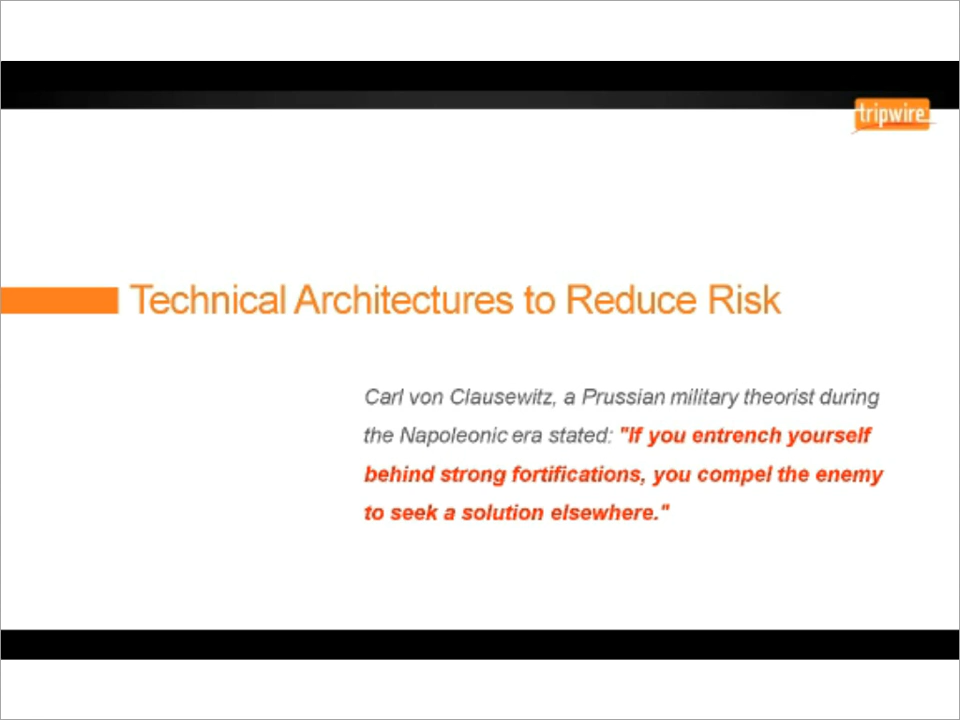 tripwire
Technical Architectures to Reduce Risk
Carl von Clausewitz, a Prussian military theorist during
the Napoleonic era stated: "If you entrench yourself
behind strong fortifications, you compel the enemy
to seek a solution elsewhere."